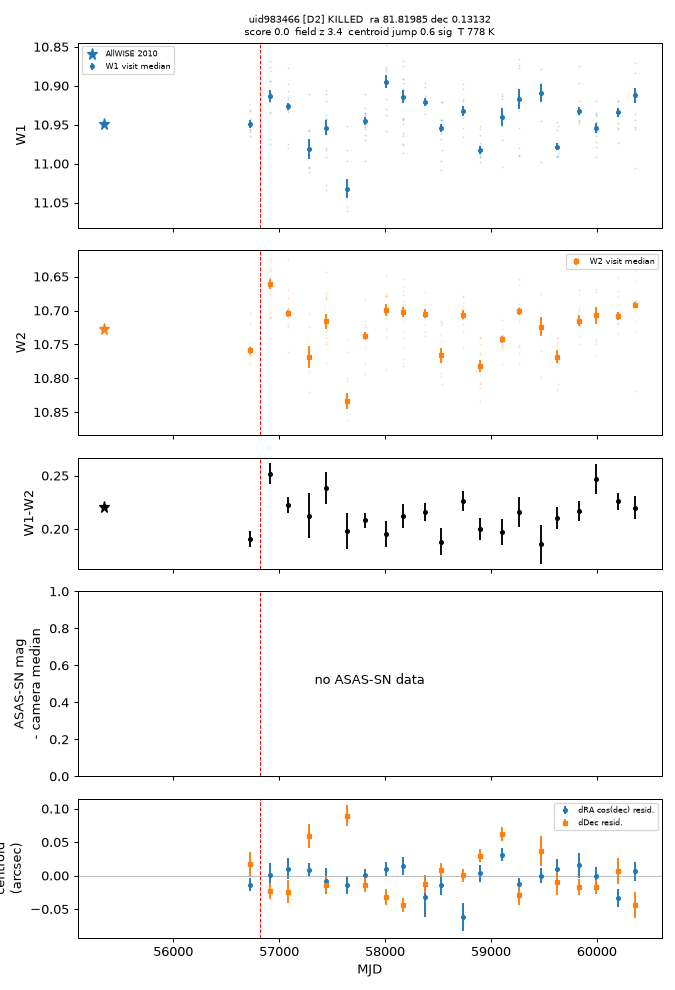 uid983466 [D2] KILLED ra 81.81985 dec 0.13132
score 0.0 field z 3.4 centroid jump 0.6 sig T 778 K
10.85
10.90
10.95
11.00
11.05
W1
AllWISE 2010
W1 visit median
10.65
10.70
10.75
10.80
10.85
W2
W2 visit median
0.25
0.20
W1-W2
1.0
0.8
0.6
0.4
0.2
0.0
ASAS-SN mag
- camera median
no ASAS-SN data
0.10
0.05
0.00
−0.05
centroid
(arcsec)
dRA cos(dec) resid.
dDec resid.
56000
57000
58000
59000
60000
MJD